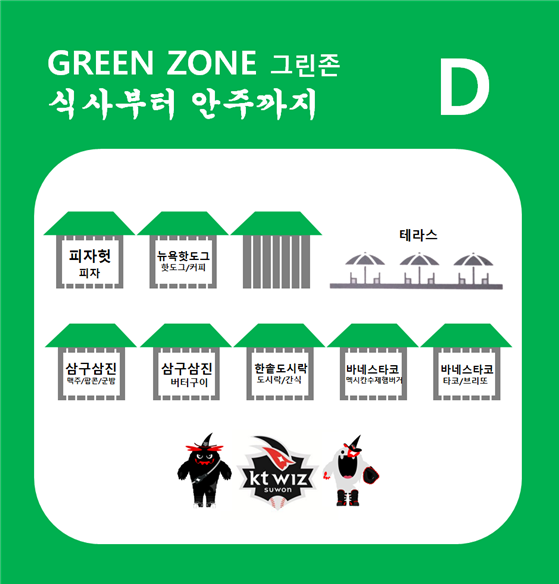 GREEN ZONE 그린존
식사부터 안주까지
D
피자헛
피자
뉴욕핫도그
핫도그/커피
테라스
삼구삼진
맥주/팝콘/군밤
삼구삼진
버터구이
한솥도시락
도시락/간식
바네스타코
멕시칸수제햄버거
바네스타코
타코/브리또
kt wiz
suwon